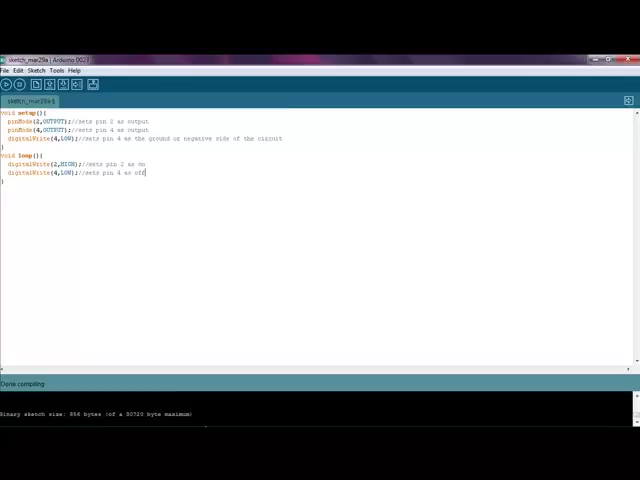 sketch_mar29a | Arduino 0023
File Edit Sketch Tools Help
sketch_mar29a §
void setup(){
pinMode(2,OUTPUT);//sets pin 2 as output
pinMode(4,OUTPUT);//sets pin 4 as output
digitalWrite(4,LOW);//sets pin 4 as the ground or negative side of the circuit
}
void loop(){
digitalWrite(2,HIGH);//sets pin 2 as on
digitalWrite(4,LOW);//sets pin 4 as off
}
Done compiling
Binary sketch size: 856 bytes (of a 30720 byte maximum)